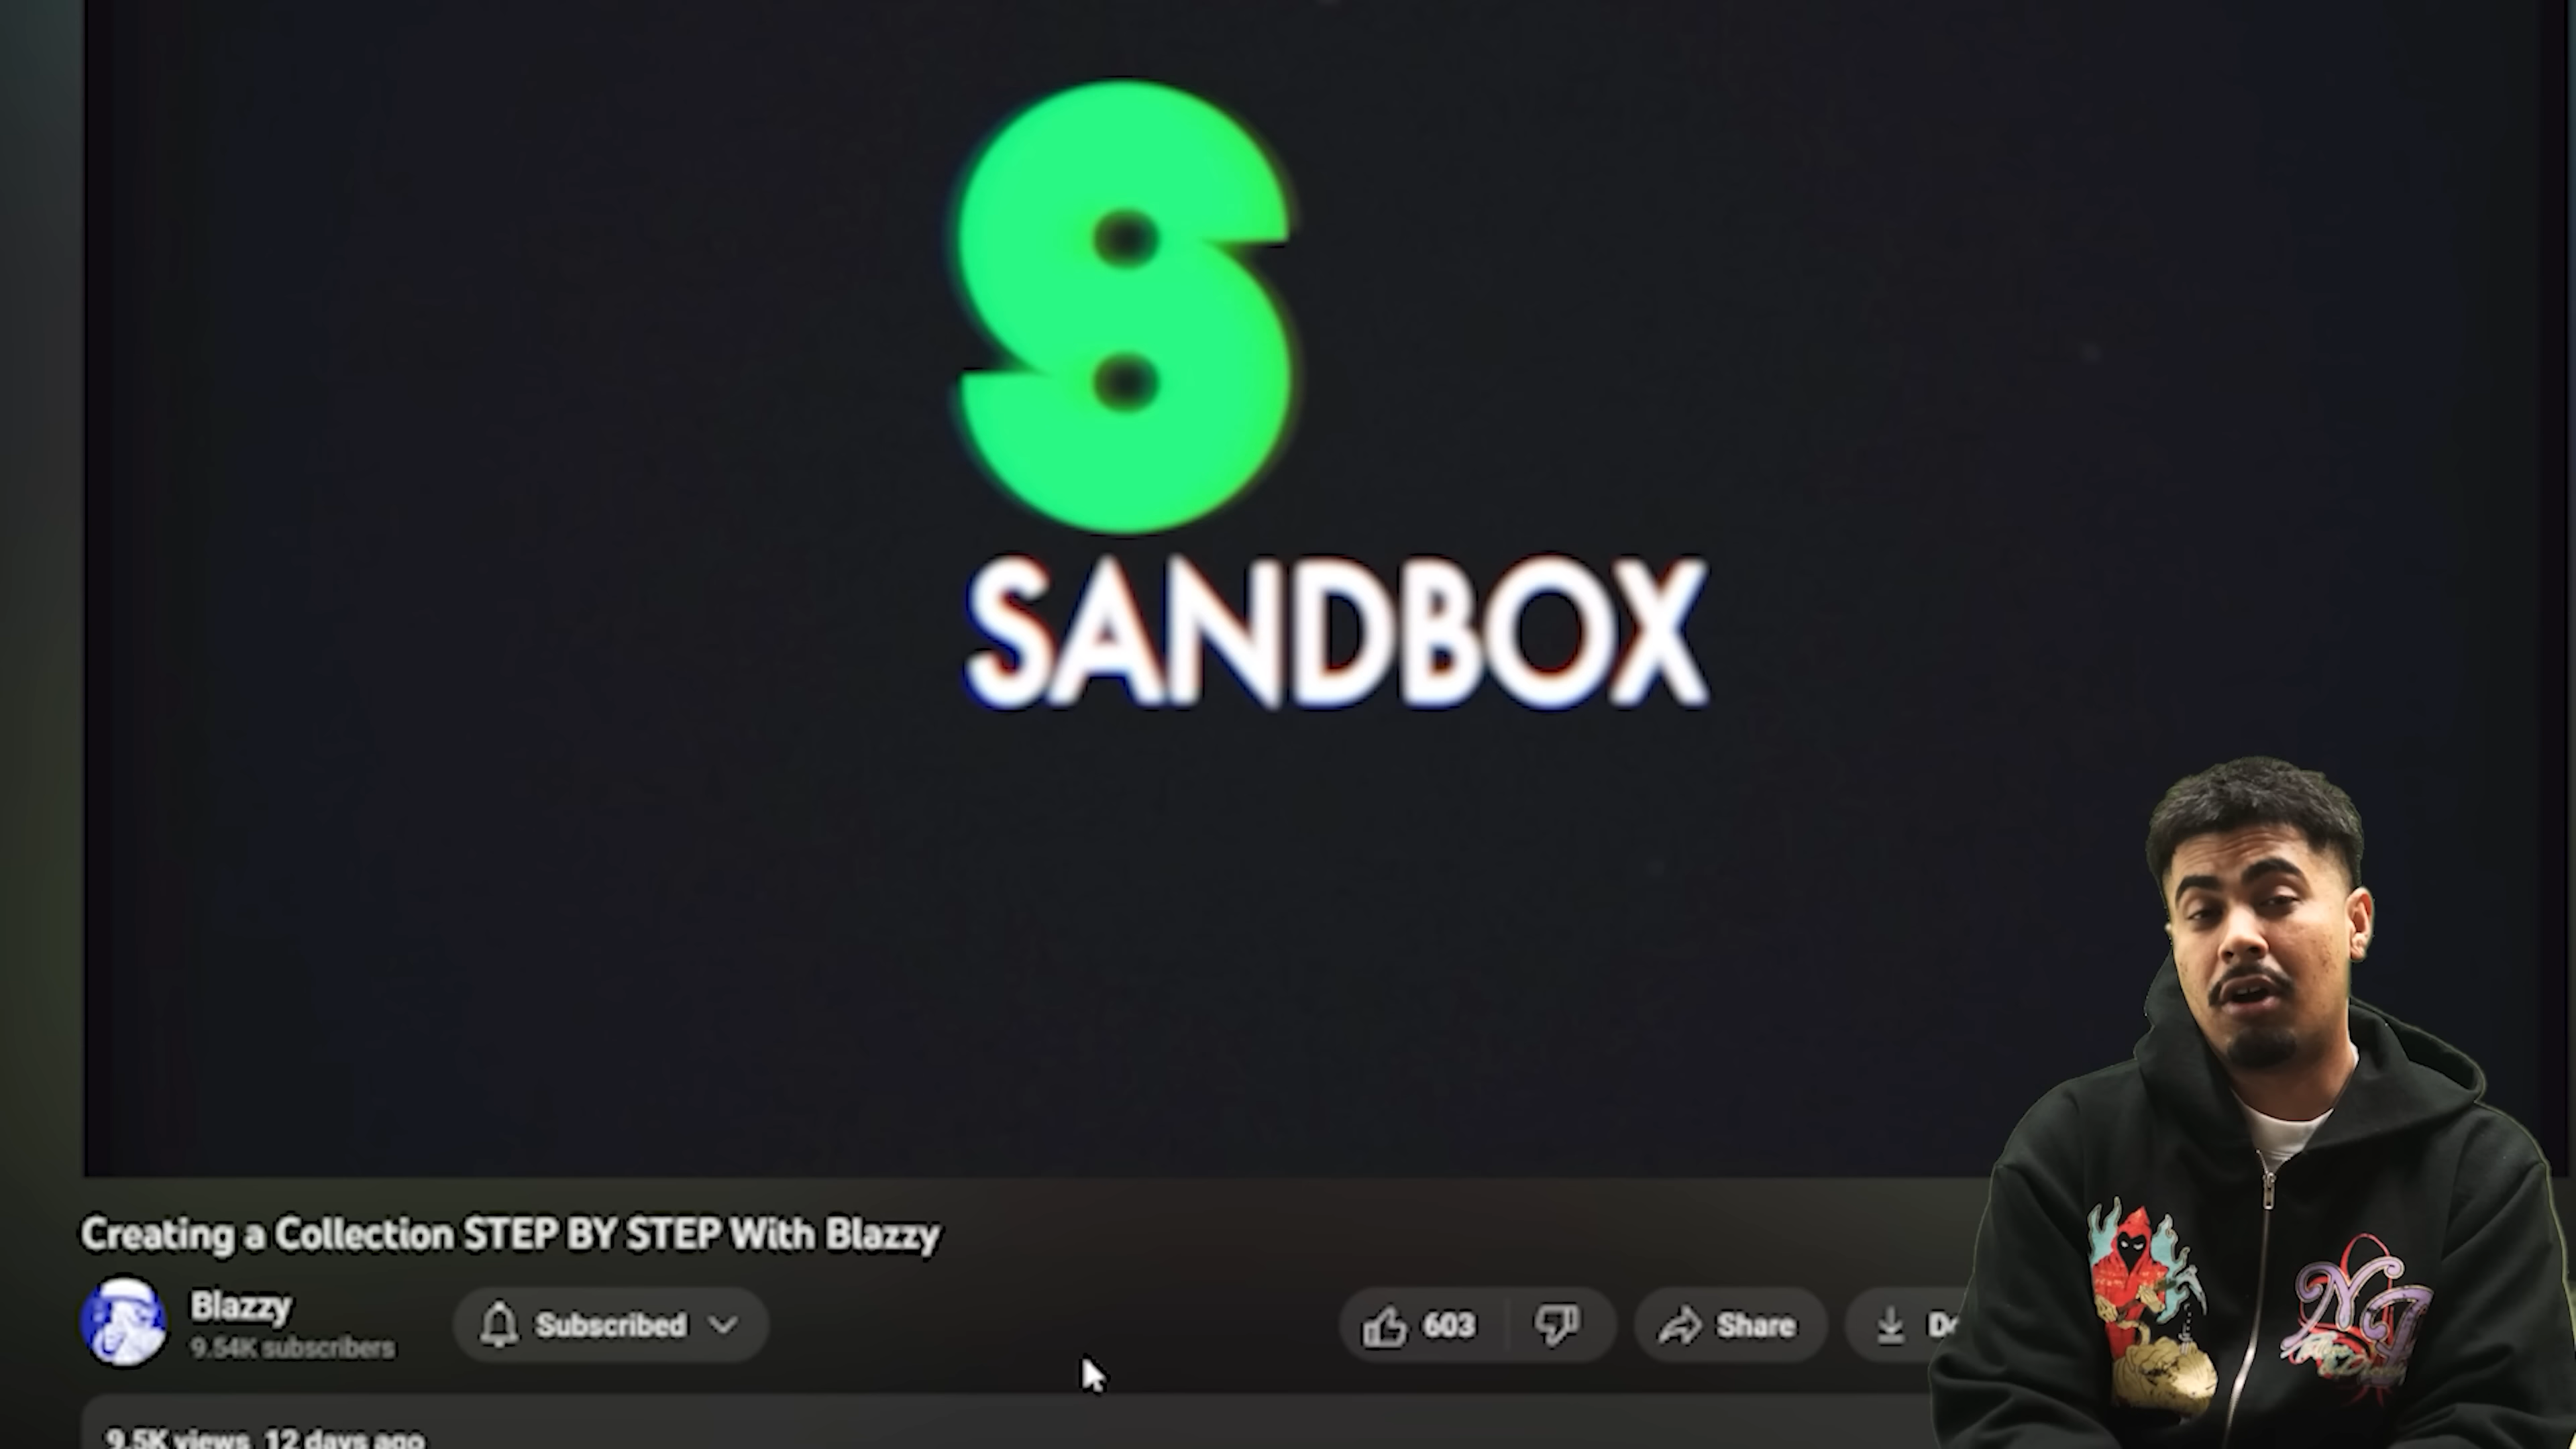 S
SANDBOX
Creating a Collection STEP BY STEP With Blazzy
Blazzy
9.54K subscribers
Subscribed
603
Share
9.5K views 12 days ago